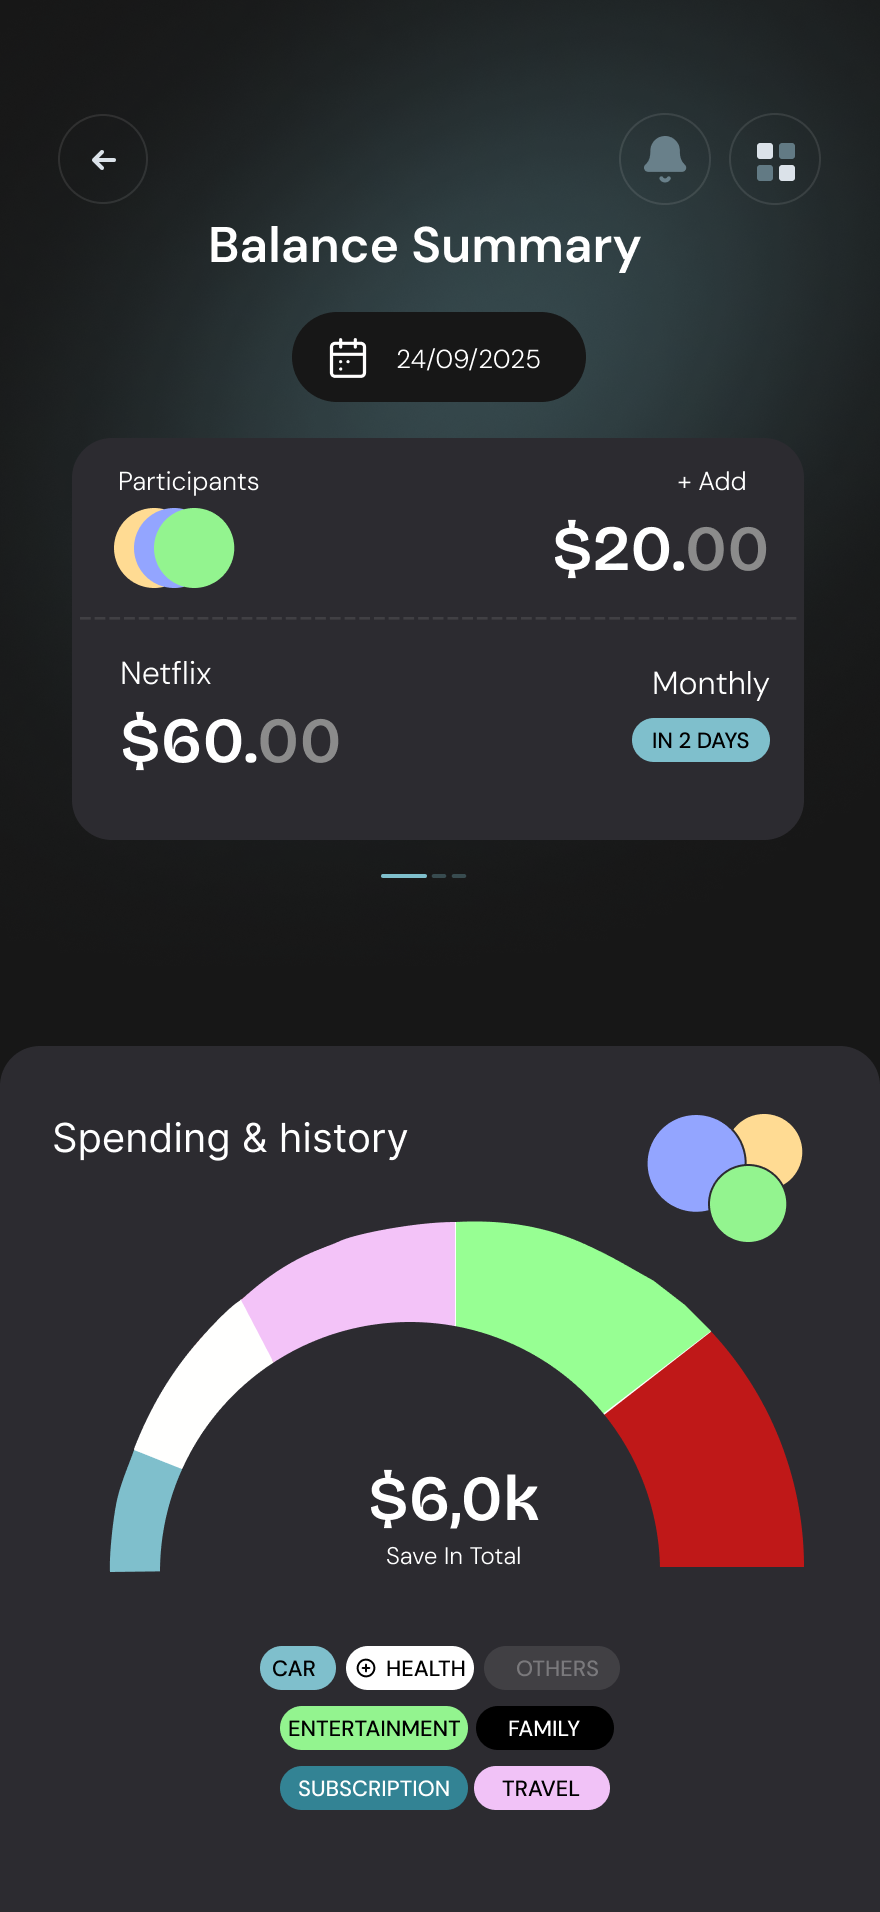 Balance Summary
24/09/2025
Participants
+ Add
$20.00
Netflix
Monthly
$60.00
IN 2 DAYS
Spending & history
$6,0k
Save In Total
CAR
HEALTH
OTHERS
ENTERTAINMENT
FAMILY
SUBSCRIPTION
TRAVEL